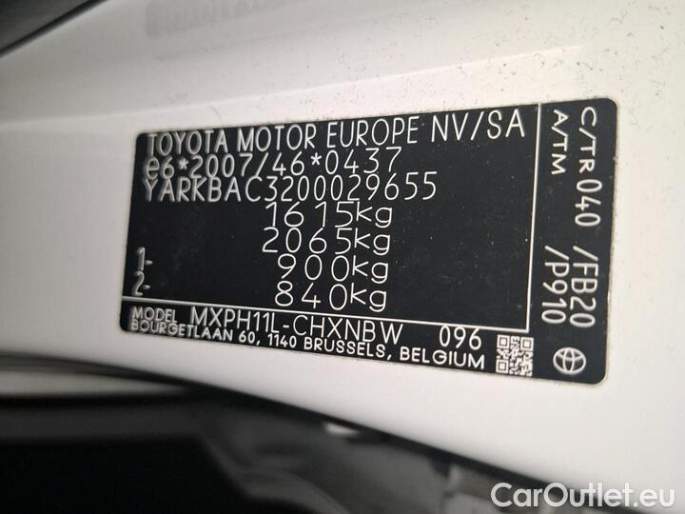 TOYOTA MOTOR EUROPE NV/SA
e6*2007/46*0437
YARKBAC3200029655
1615kg
2065kg
1- 900kg
2- 840kg
MODEL MXPH11L-CHXNBW 096
BOURGETLAAN 60, 1140 BRUSSELS, BELGIUM
C/TR 040 /FB20
A/TM /P910
CarOutlet.eu